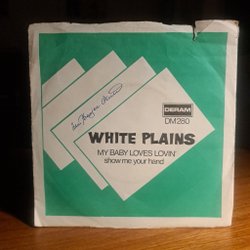 DERAM
DM 280
WHITE PLAINS
MY BABY LOVES LOVIN'
show me your hand